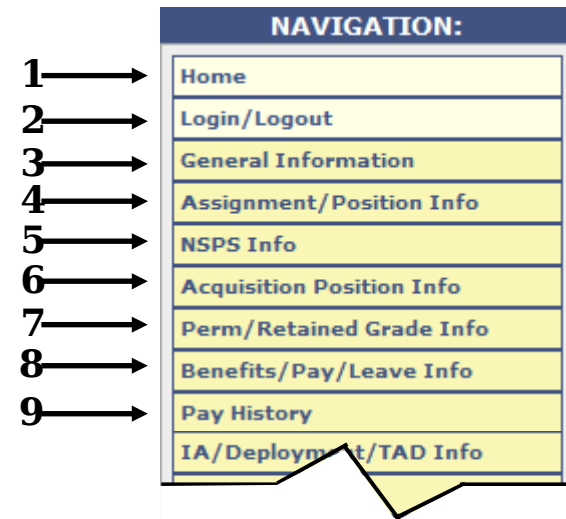 NAVIGATION:
1 Home
2 Login/Logout
3 General Information
4 Assignment/Position Info
5 NSPS Info
6 Acquisition Position Info
7 Perm/Retained Grade Info
8 Benefits/Pay/Leave Info
9 Pay History
IA/Deployment/TAD Info